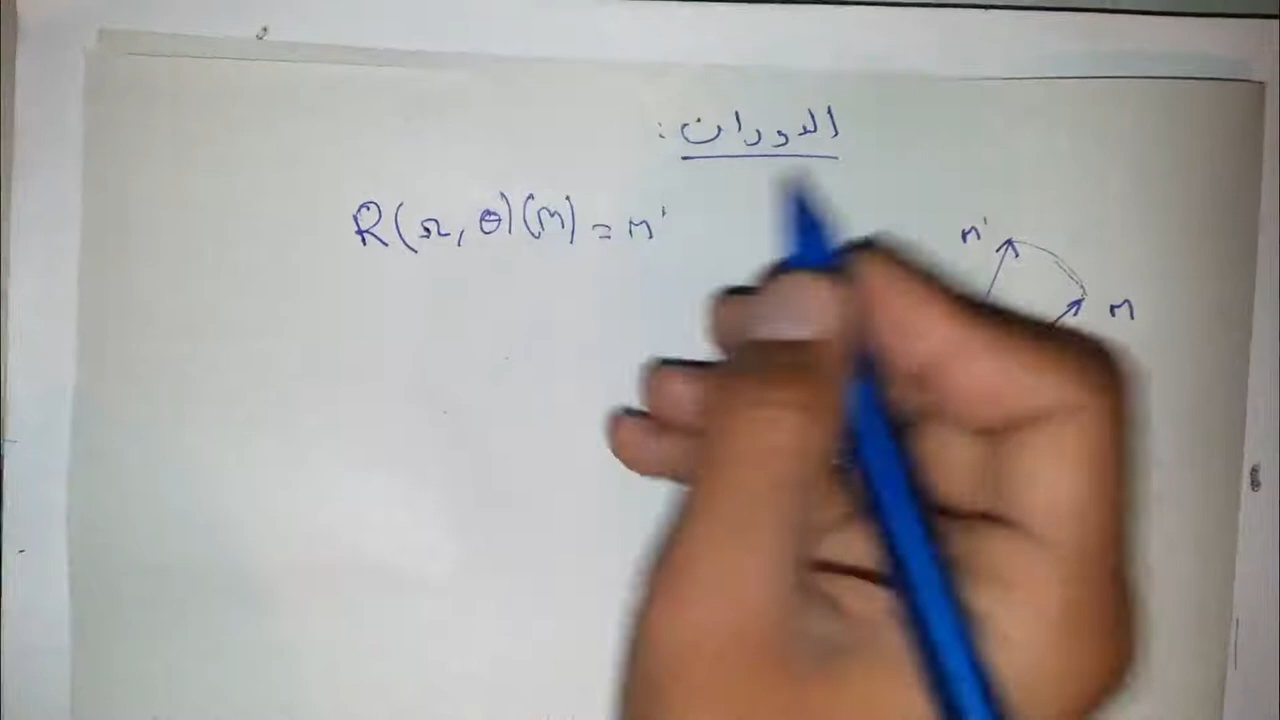 الدوران :
R(Ω, θ)(M) = M'
M'
M